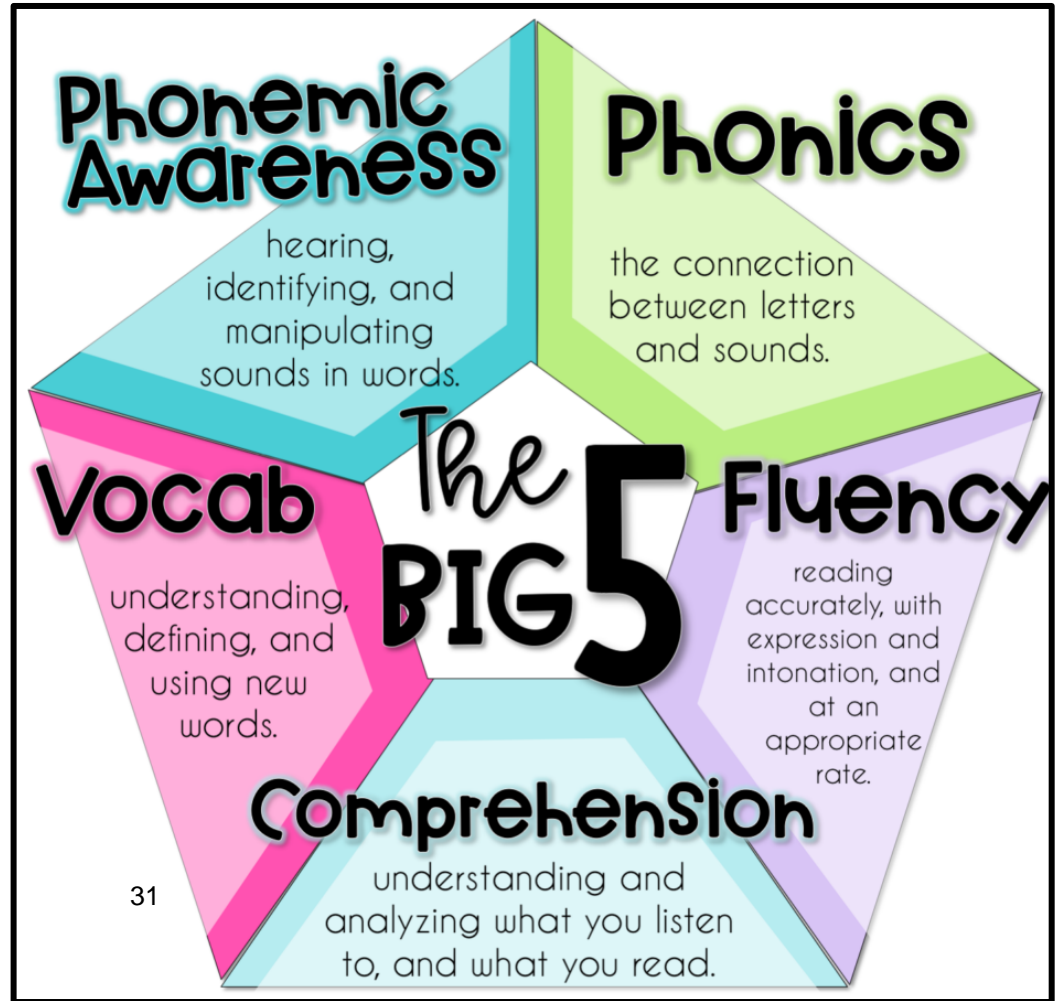 Phonemic
Awareness
hearing,
identifying, and
manipulating
sounds in words.
Phonics
the connection
between letters
and sounds.
The
BIG 5
Vocab
understanding,
defining, and
using new
words.
Fluency
reading
accurately, with
expression and
intonation, and
at an
appropriate
rate.
Comprehension
understanding and
analyzing what you listen
to, and what you read.
31